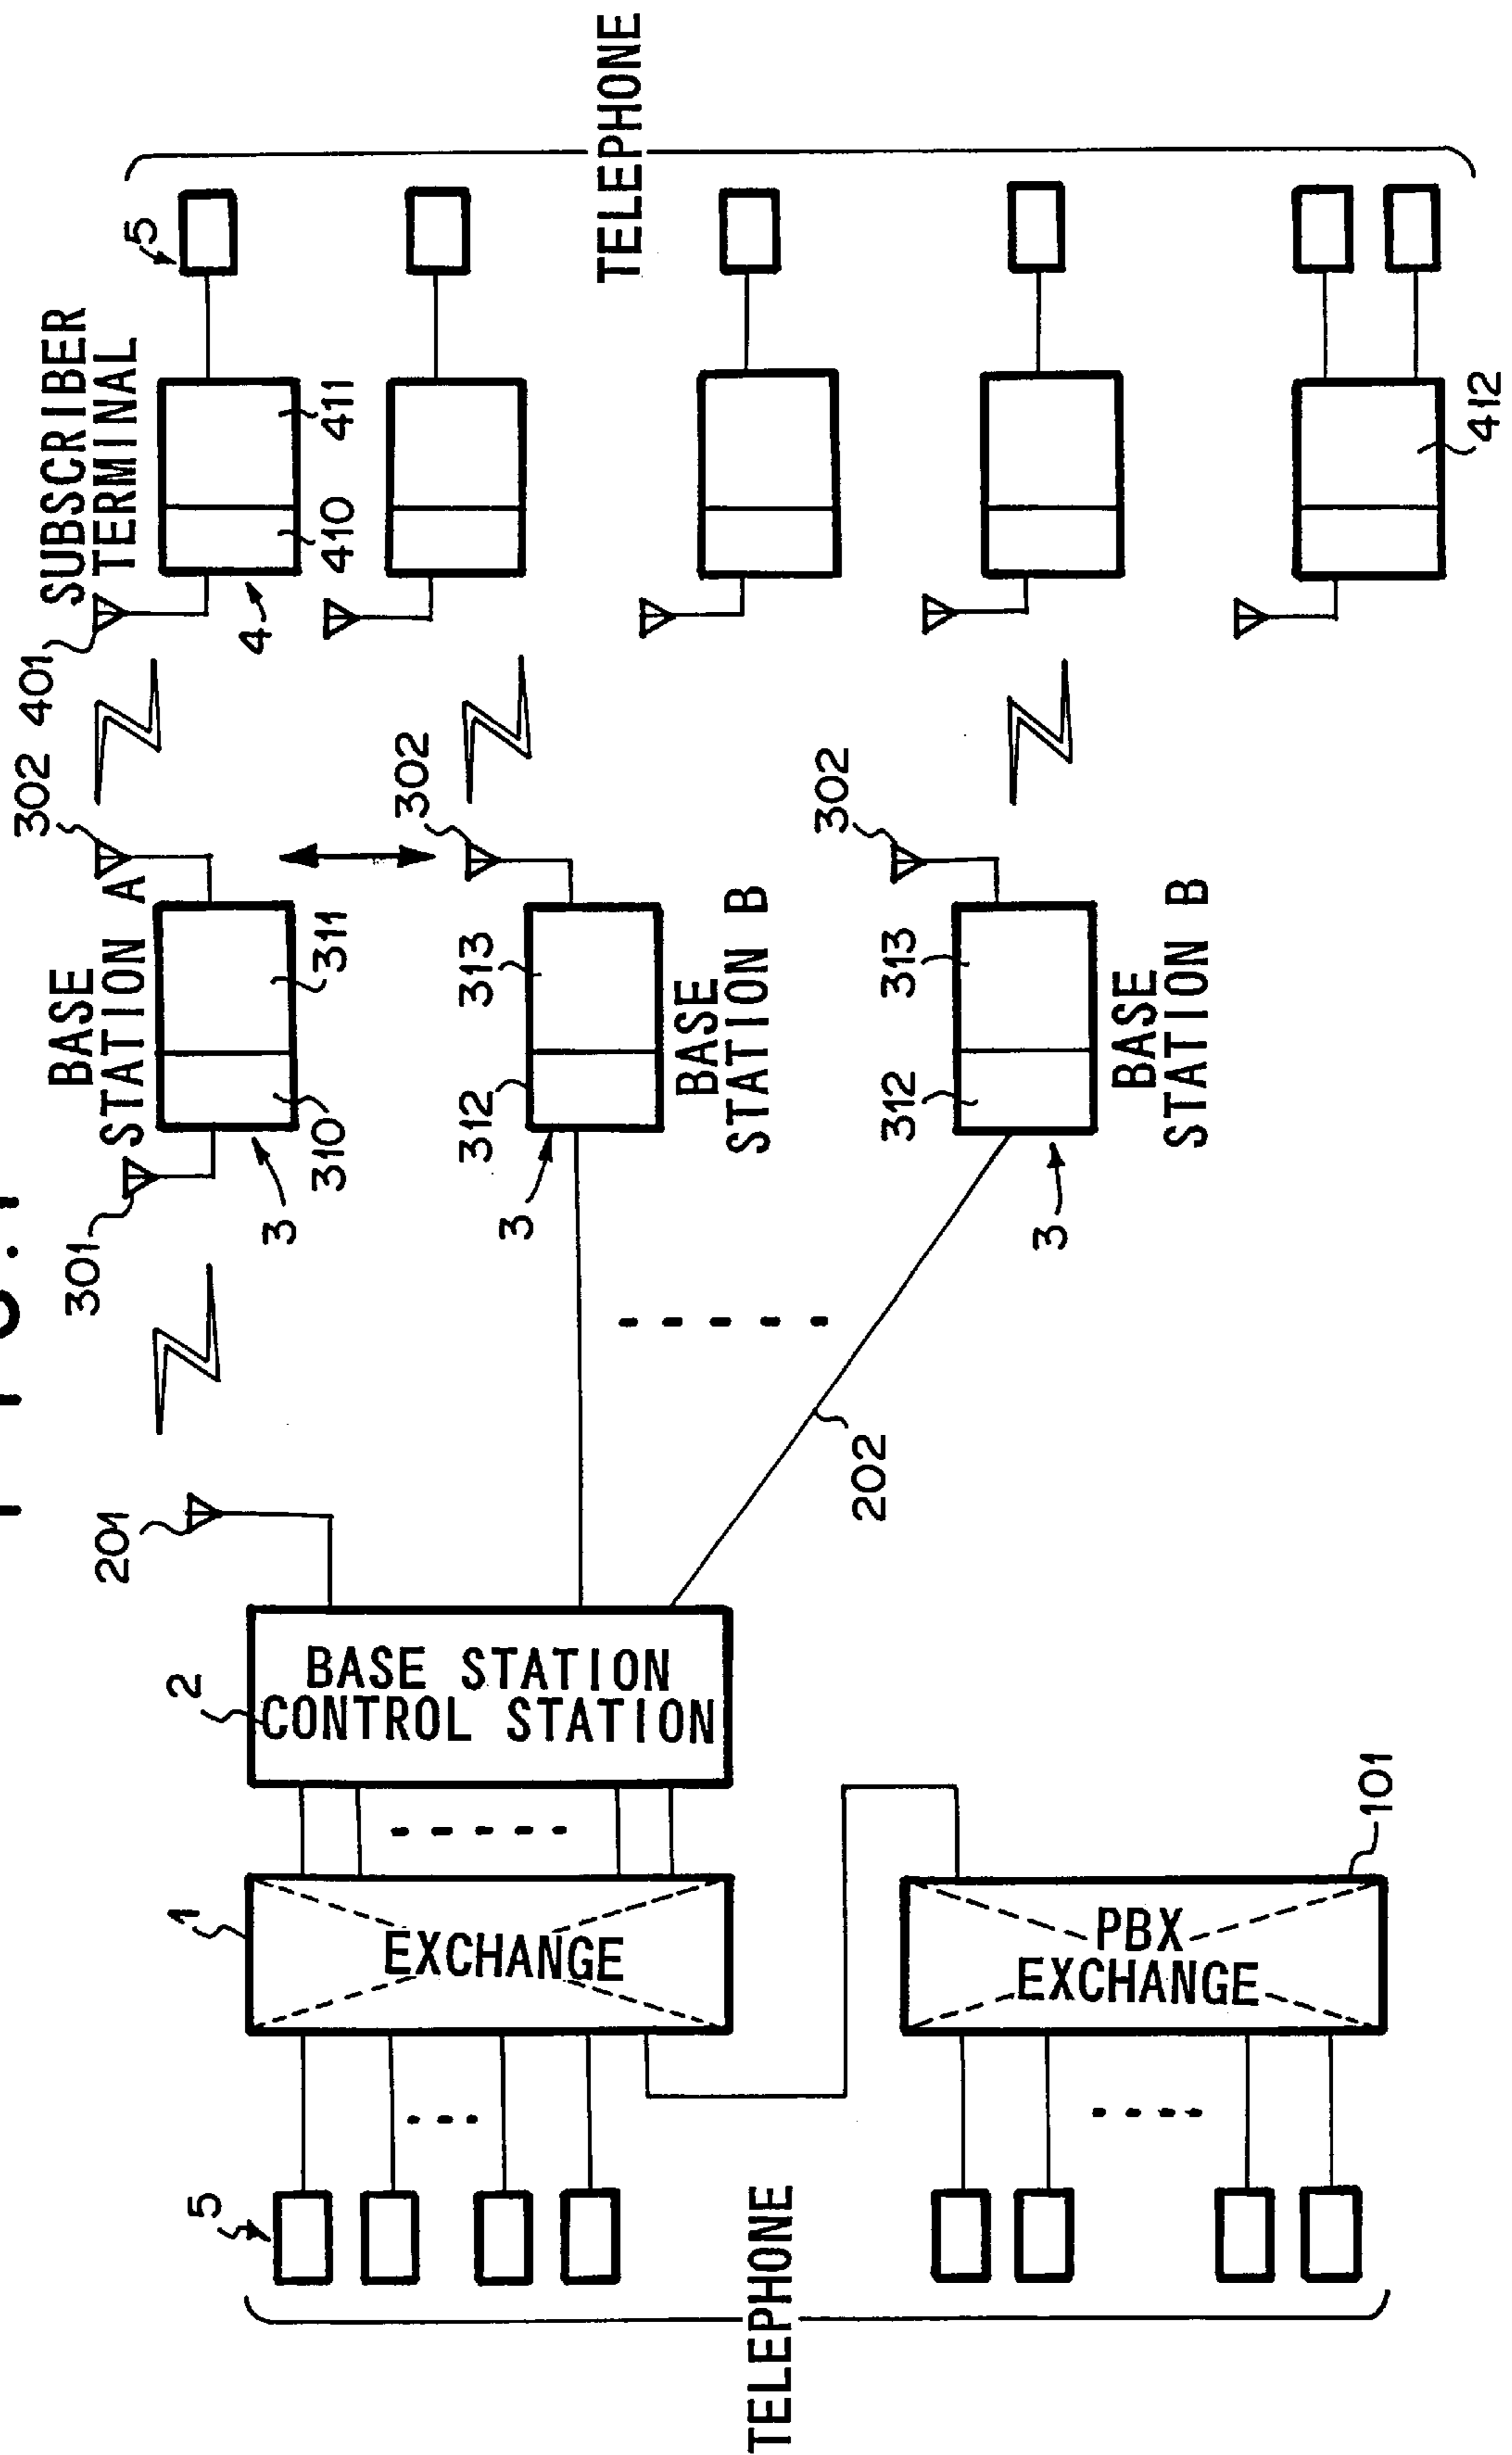 TELEPHONE
5
1
EXCHANGE
2
BASE STATION
CONTROL STATION
201
202
PBX
EXCHANGE
101
301
BASE
STATION A
302
310
311
3
302
312
313
3
BASE
STATION B
302
312
313
3
BASE
STATION B
401
SUBSCRIBER
TERMINAL
4
410
411
5
412
TELEPHONE